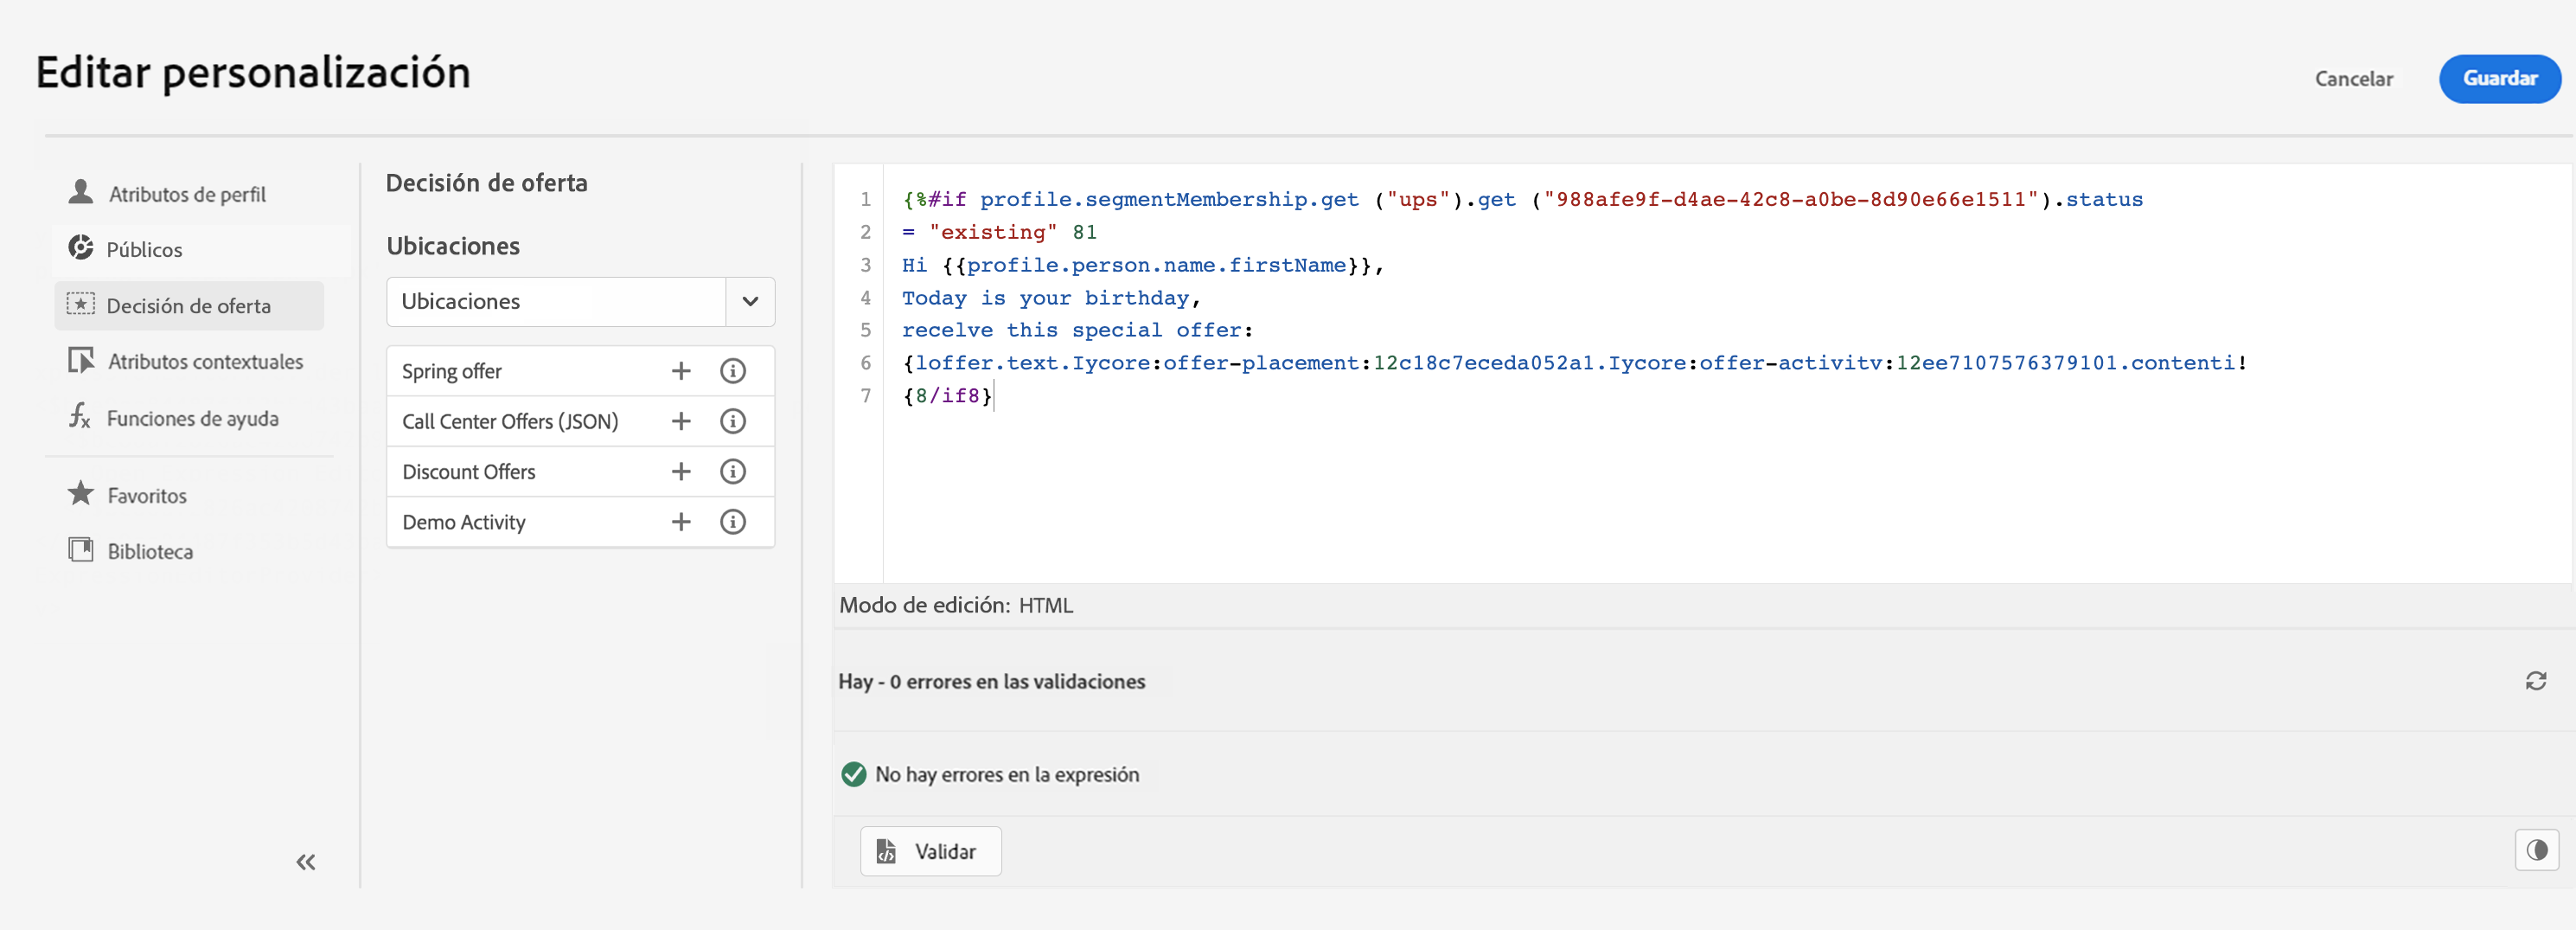 Editar personalización
Cancelar
Guardar
Atributos de perfil
Públicos
Decisión de oferta
Atributos contextuales
Funciones de ayuda
Favoritos
Biblioteca
Decisión de oferta
Ubicaciones
Ubicaciones
Spring offer
Call Center Offers (JSON)
Discount Offers
Demo Activity
1 {%#if profile.segmentMembership.get ("ups").get ("988afe9f-d4ae-42c8-a0be-8d90e66e1511").status
2 = "existing" 81
3 Hi {{profile.person.name.firstName}},
4 Today is your birthday,
5 recelve this special offer:
6 {loffer.text.Iycore:offer-placement:12c18c7eceda052a1.Iycore:offer-activitv:12ee7107576379101.contenti!
7 {8/if8}
Modo de edición: HTML
Hay - 0 errores en las validaciones
No hay errores en la expresión
Validar